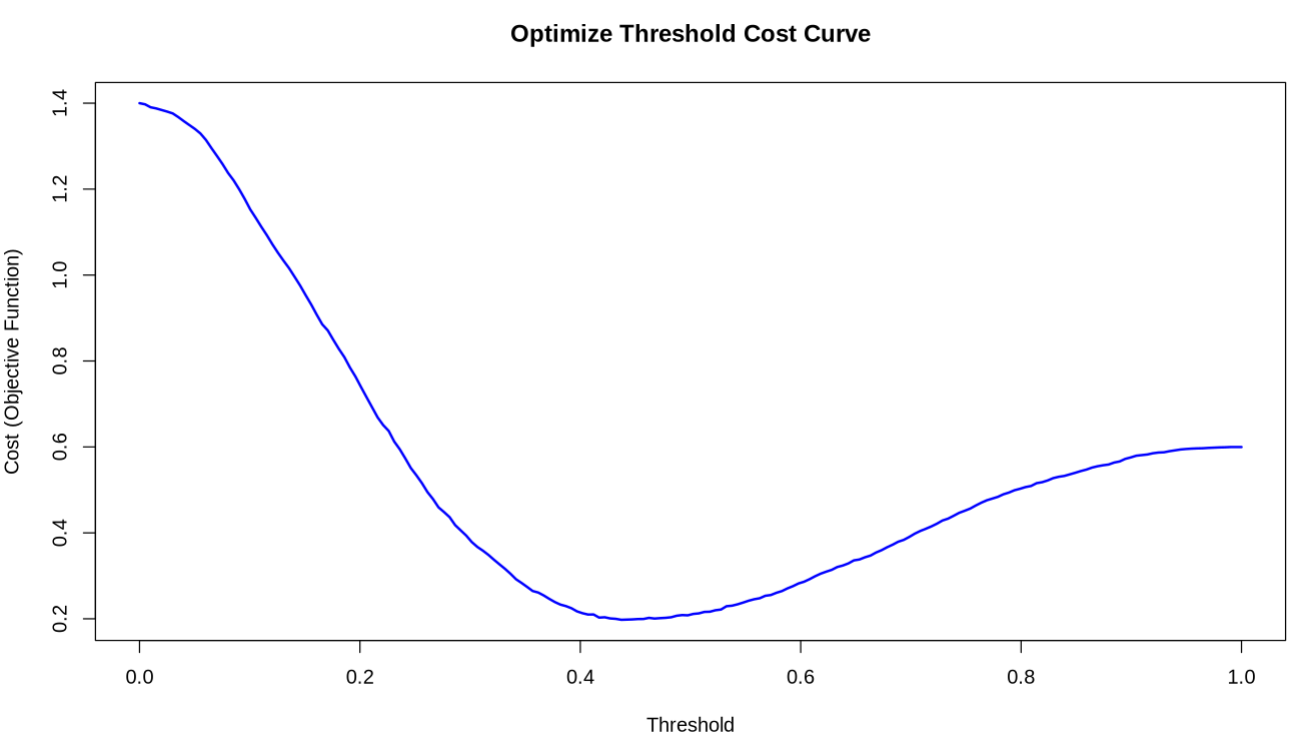 Optimize Threshold Cost Curve
Cost (Objective Function)
1.4
1.2
1.0
0.8
0.6
0.4
0.2
0.0 0.2 0.4 0.6 0.8 1.0
Threshold